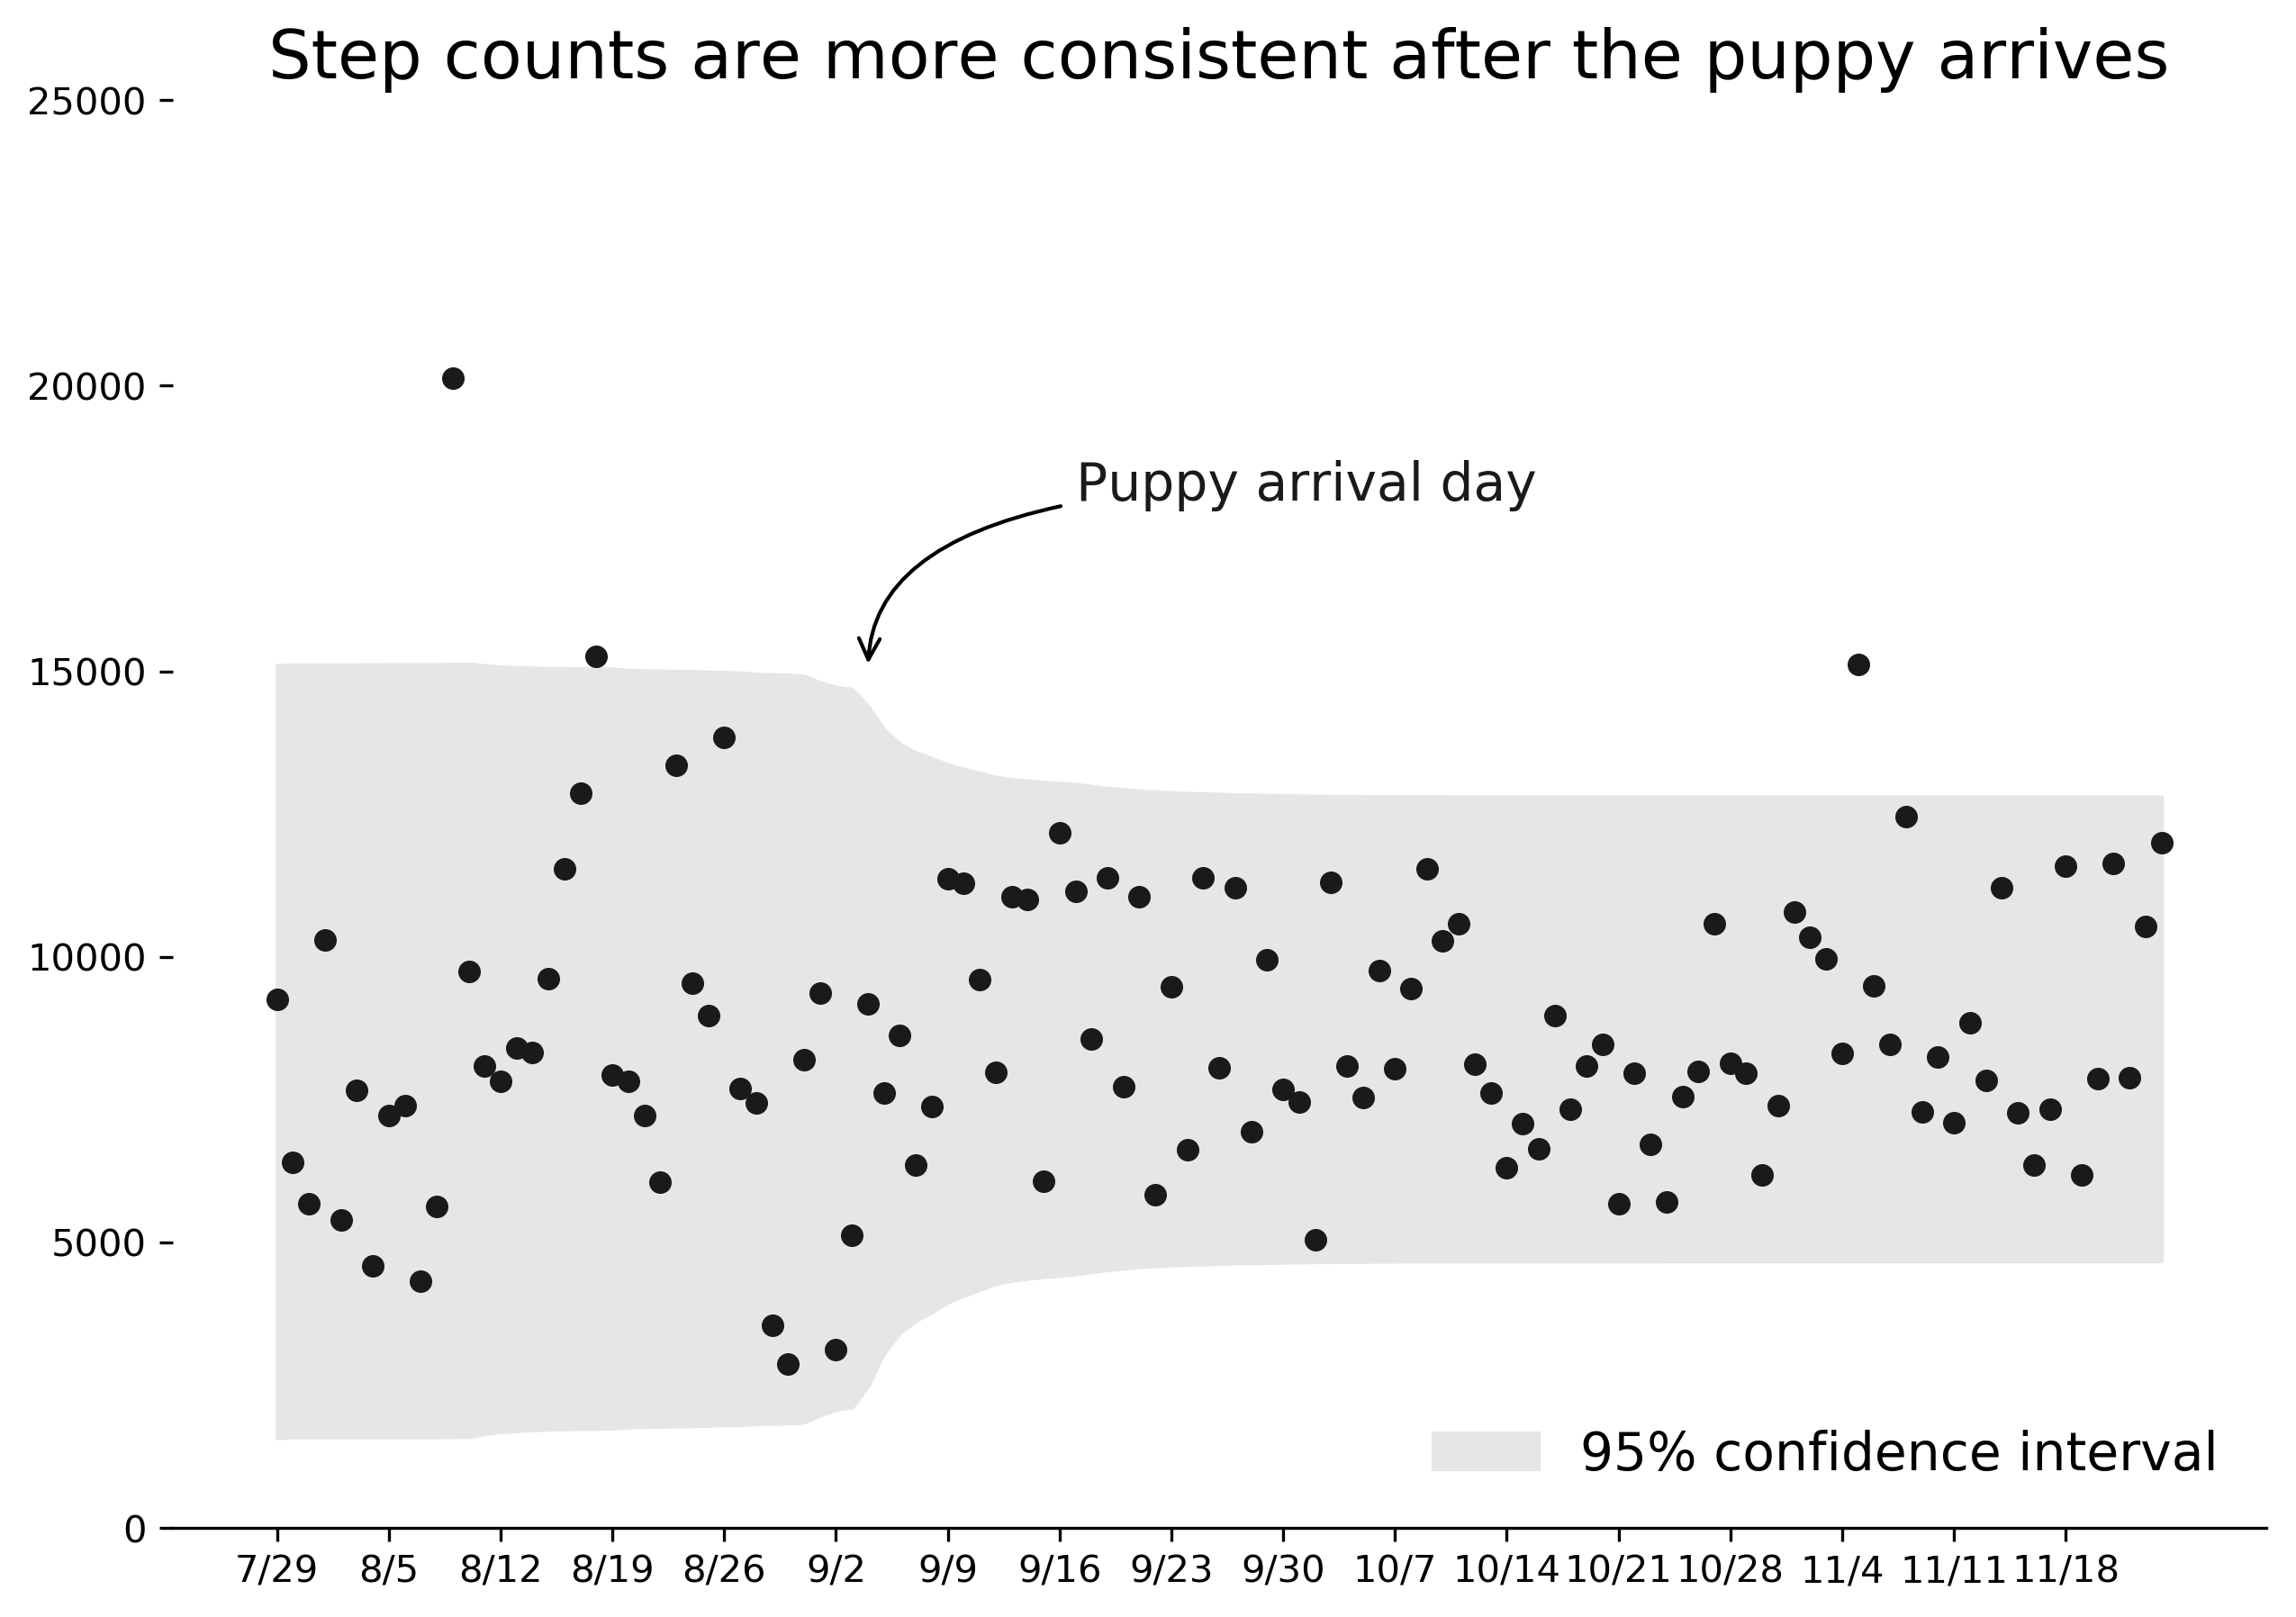 Step counts are more consistent after the puppy arrives
25000
20000
Puppy arrival day
15000
10000
5000
95% confidence interval
0
7/29 8/5 8/12 8/19 8/26 9/2 9/9 9/16 9/23 9/30 10/7 10/14 10/21 10/28 11/4 11/11 11/18